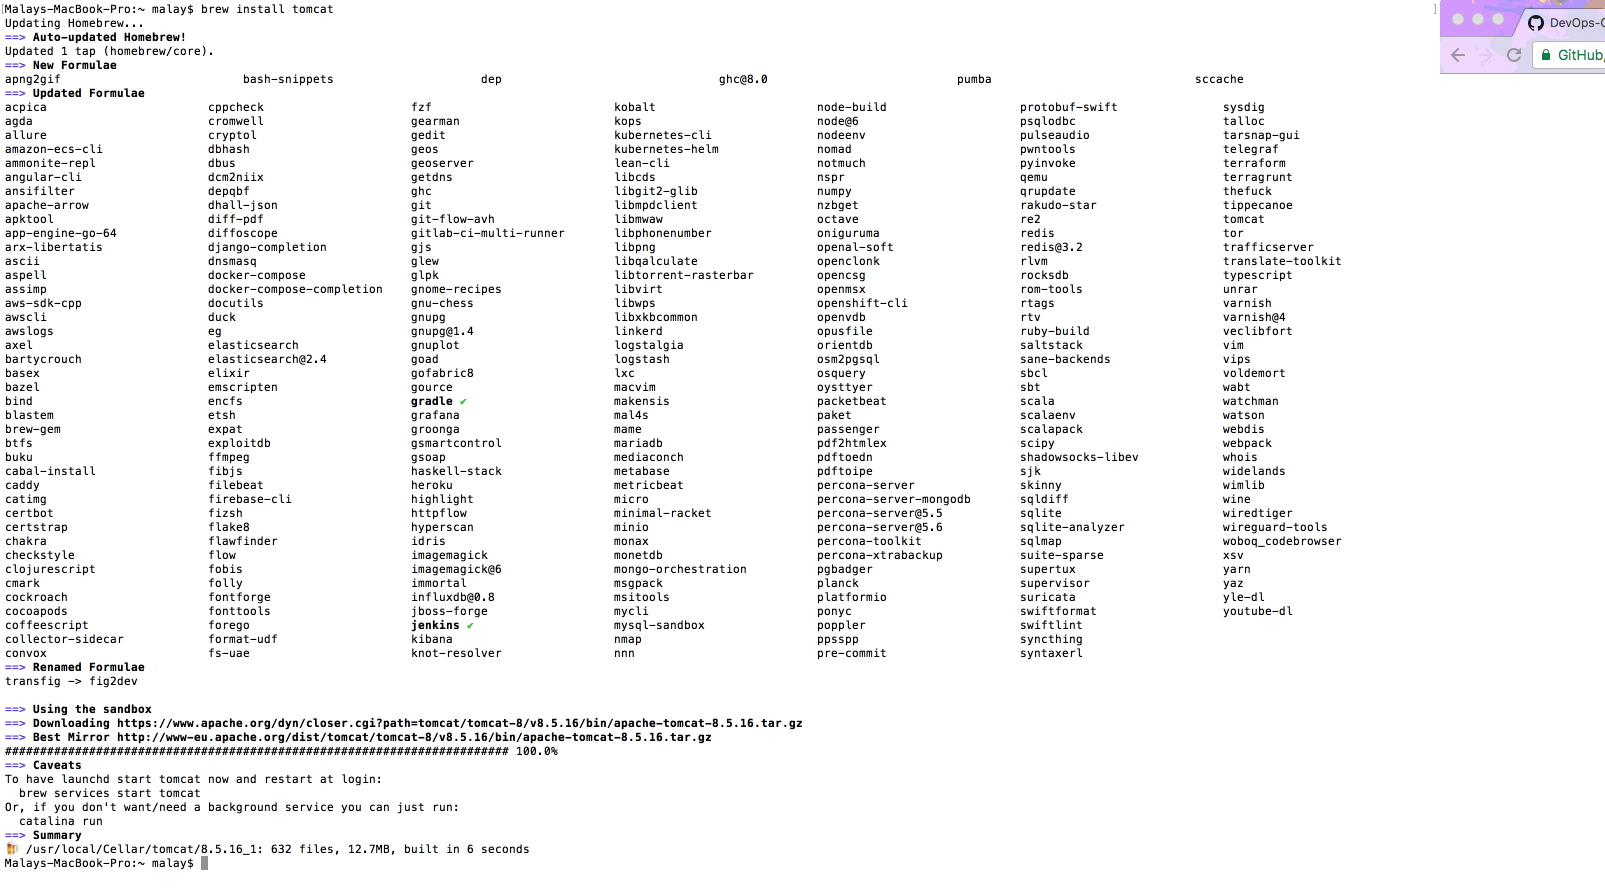 Malays-MacBook-Pro:~ malay$ brew install tomcat
Updating Homebrew...
==> Auto-updated Homebrew!
Updated 1 tap (homebrew/core).
==> New Formulae
apng2gif bash-snippets dep ghc@8.0 pumba sccache
==> Updated Formulae
acpica cppcheck fzf kobalt node-build protobuf-swift sysdig
agda cromwell gearman kops node@6 psqlodbc talloc
allure cryptol gedit kubernetes-cli nodeenv pulseaudio tarsnap-gui
amazon-ecs-cli dbhash geos kubernetes-helm nomad pwntools telegraf
ammonite-repl dbus geoserver lean-cli notmuch pyinvoke terraform
angular-cli dcm2niix getdns libcds nspr qemu terragrunt
ansifilter depqbf ghc libgit2-glib numpy qrupdate thefuck
apache-arrow dhall-json git libmpdclient nzbget rakudo-star tippecanoe
apktool diff-pdf git-flow-avh libmwaw octave re2 tomcat
app-engine-go-64 diffoscope gitlab-ci-multi-runner libphonenumber oniguruma redis tor
arx-libertatis django-completion gjs libpng openal-soft redis@3.2 trafficserver
ascii dnsmasq glew libqalculate openclonk rlvm translate-toolkit
aspell docker-compose glpk libtorrent-rasterbar opencsg rocksdb typescript
assimp docker-compose-completion gnome-recipes libvirt openmsx rom-tools unrar
aws-sdk-cpp docutils gnu-chess libwps openshift-cli rtags varnish
awscli duck gnupg libxkbcommon openvdb rtv varnish@4
awslogs eg gnupg@1.4 linkerd opusfile ruby-build veclibfort
axel elasticsearch gnuplot logstalgia orientdb saltstack vim
bartycrouch elasticsearch@2.4 goad logstash osm2pgsql sane-backends vips
basex elixir gofabric8 lxc osquery sbcl voldemort
bazel emscripten gource macvim oysttyer sbt wabt
bind encfs gradle ✔ makensis packetbeat scala watchman
blastem etsh grafana mal4s paket scalaenv watson
brew-gem expat groonga mame passenger scalapack webdis
btfs exploitdb gsmartcontrol mariadb pdf2htmlex scipy webpack
buku ffmpeg gsoap mediaconch pdftoedn shadowsocks-libev whois
cabal-install fibjs haskell-stack metabase pdftoipe sjk widelands
caddy filebeat heroku metricbeat percona-server skinny wimlib
catimg firebase-cli highlight micro percona-server-mongodb sqldiff wine
certbot fizsh httpflow minimal-racket percona-server@5.5 sqlite wiredtiger
certstrap flake8 hyperscan minio percona-server@5.6 sqlite-analyzer wireguard-tools
chakra flawfinder idris monax percona-toolkit sqlmap woboq_codebrowser
checkstyle flow imagemagick monetdb percona-xtrabackup suite-sparse xsv
clojurescript fobis imagemagick@6 mongo-orchestration pgbadger supertux yarn
cmark folly immortal msgpack planck supervisor yaz
cockroach fontforge influxdb@0.8 msitools platformio suricata yle-dl
cocoapods fonttools jboss-forge mycli ponyc swiftformat youtube-dl
coffeescript forego jenkins ✔ mysql-sandbox poppler swiftlint
collector-sidecar format-udf kibana nmap ppsspp syncthing
convox fs-uae knot-resolver nnn pre-commit syntaxerl
==> Renamed Formulae
transfig -> fig2dev
==> Using the sandbox
==> Downloading https://www.apache.org/dyn/closer.cgi?path=tomcat/tomcat-8/v8.5.16/bin/apache-tomcat-8.5.16.tar.gz
==> Best Mirror http://www-eu.apache.org/dist/tomcat/tomcat-8/v8.5.16/bin/apache-tomcat-8.5.16.tar.gz
######################################################################## 100.0%
==> Caveats
To have launchd start tomcat now and restart at login:
brew services start tomcat
Or, if you don't want/need a background service you can just run:
catalina run
==> Summary
🍺 /usr/local/Cellar/tomcat/8.5.16_1: 632 files, 12.7MB, built in 6 seconds
Malays-MacBook-Pro:~ malay$
DevOps-
GitHub,